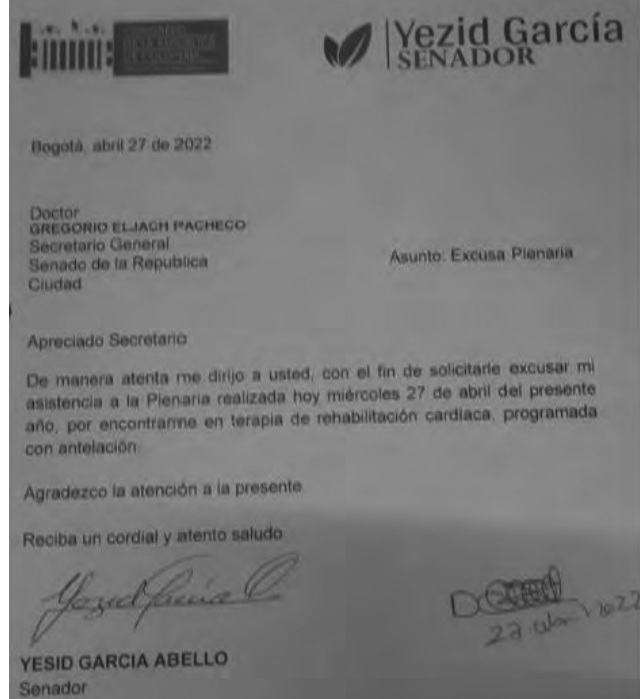 Yezid García
SENADOR
Bogotá, abril 27 de 2022
Doctor
GREGORIO ELJACH PACHECO
Secretario General
Senado de la Republica
Ciudad
Asunto: Excusa Plenaria
Apreciado Secretario
De manera atenta me dirijo a usted, con el fin de solicitarle excusar mi
asistencia a la Plenaria realizada hoy miércoles 27 de abril del presente
año, por encontrarme en terapia de rehabilitación cardiaca, programada
con antelación.
Agradezco la atención a la presente.
Reciba un cordial y atento saludo
YESID GARCIA ABELLO
Senador